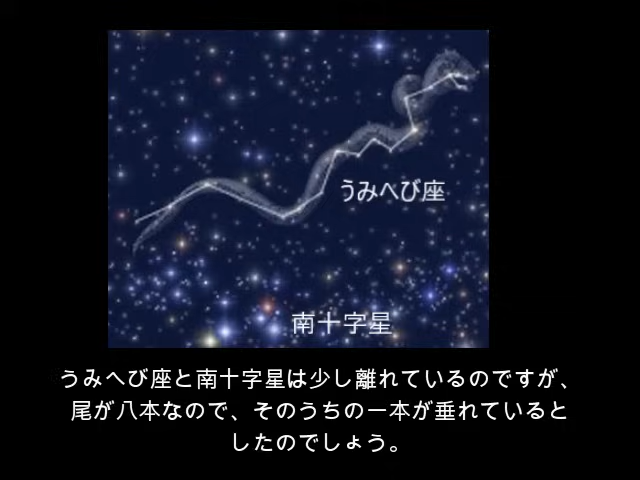 うみへび座
南十字星
うみへび座と南十字星は少し離れているのですが、
尾が八本なので、そのうちの一本が垂れていると
したのでしょう。